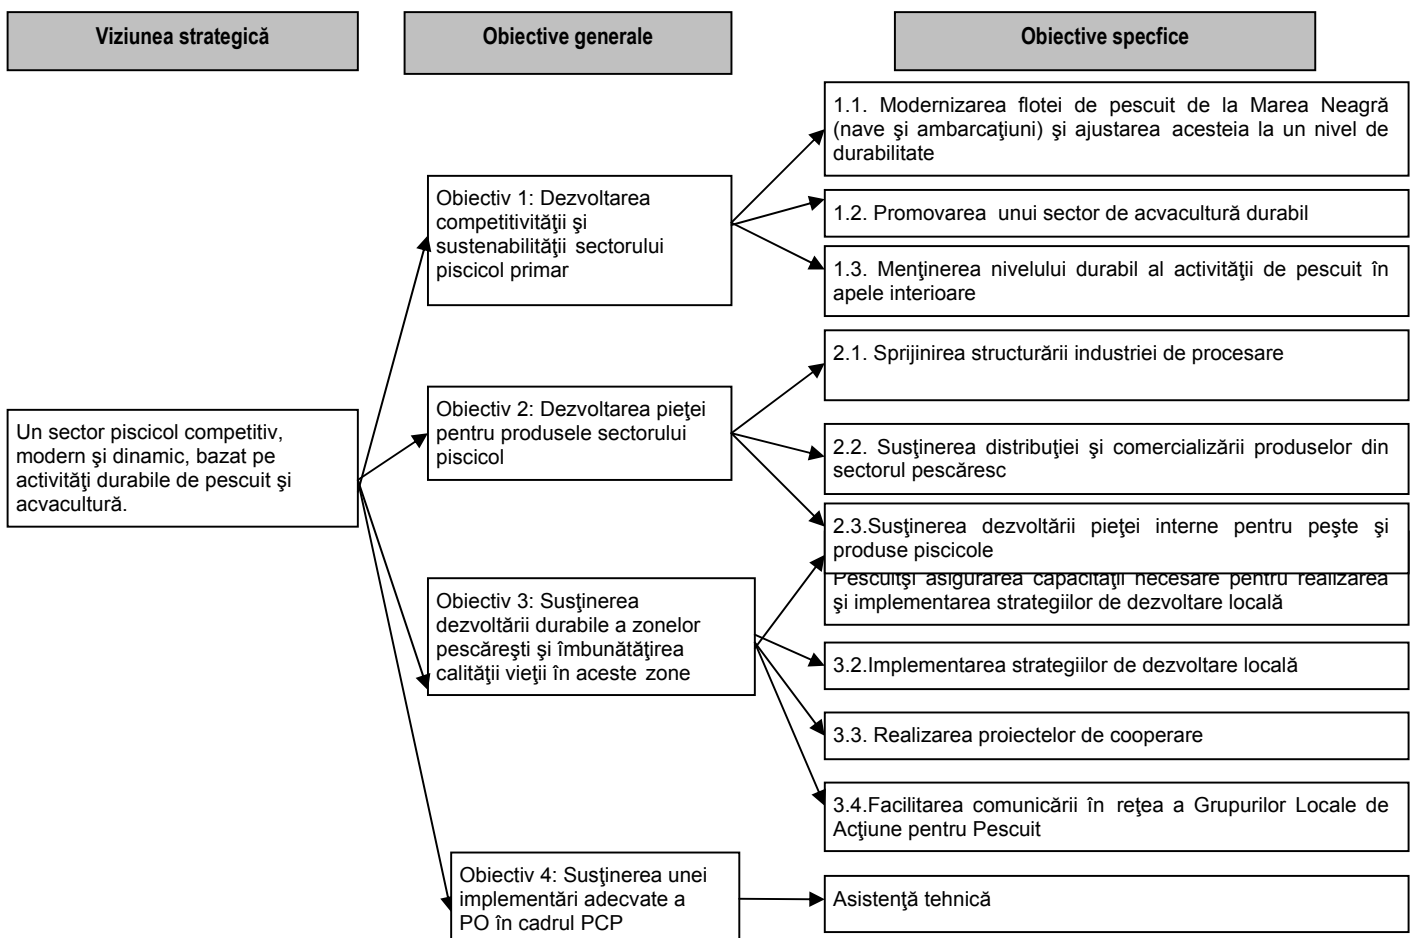 Viziunea strategică
Obiective generale
Obiective specfice
Un sector piscicol competitiv,
modern şi dinamic, bazat pe
activităţi durabile de pescuit şi
acvacultură.
Obiectiv 1: Dezvoltarea
competitivităţii şi
sustenabilităţii sectorului
piscicol primar
1.1. Modernizarea flotei de pescuit de la Marea Neagră
(nave şi ambarcaţiuni) şi ajustarea acesteia la un nivel de
durabilitate
1.2. Promovarea unui sector de acvacultură durabil
1.3. Menţinerea nivelului durabil al activităţii de pescuit în
apele interioare
Obiectiv 2: Dezvoltarea pieţei
pentru produsele sectorului
piscicol
2.1. Sprijinirea structurării industriei de procesare
2.2. Susţinerea distribuţiei şi comercializării produselor din
sectorul pescăresc
2.3.Susţinerea dezvoltării pieţei interne pentru peşte şi
produse piscicole
Obiectiv 3: Susţinerea
dezvoltării durabile a zonelor
pescăreşti şi îmbunătăţirea
calităţii vieţii în aceste zone
Pescuitşi asigurarea capacităţii necesare pentru realizarea
şi implementarea strategiilor de dezvoltare locală
3.2.Implementarea strategiilor de dezvoltare locală
3.3. Realizarea proiectelor de cooperare
3.4.Facilitarea comunicării în reţea a Grupurilor Locale de
Acţiune pentru Pescuit
Obiectiv 4: Susţinerea unei
implementări adecvate a
PO în cadrul PCP
Asistenţă tehnică